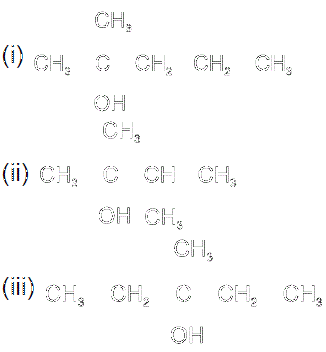 CH₃
(i) CH₃ C CH₂ CH₂ CH₃
OH
CH₃
(ii) CH₃ C CH CH₃
OH CH₃
CH₃
(iii) CH₃ CH₂ C CH₂ CH₃
OH